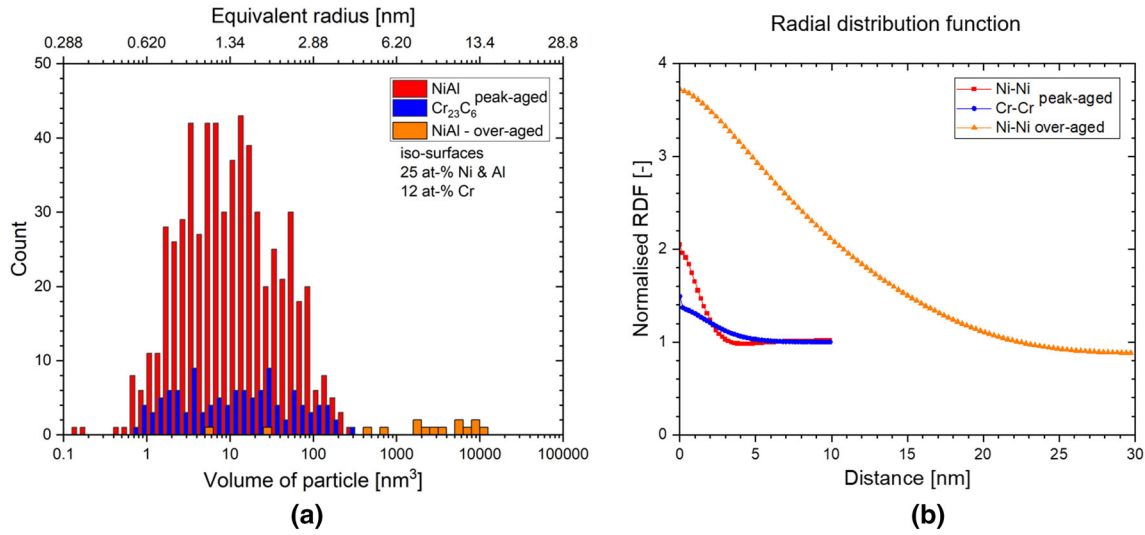 Equivalent radius [nm]
0.288 0.620 1.34 2.88 6.20 13.4 28.8
50
40
30
20
10
0
Count
NiAl
Cr₂₃C₆
peak-aged
NiAl - over-aged
iso-surfaces
25 at-% Ni & Al
12 at-% Cr
0.1 1 10 100 1000 10000 100000
Volume of particle [nm³]
(a)
Radial distribution function
4
3
2
1
0
Normalised RDF [-]
Ni-Ni
Cr-Cr
peak-aged
Ni-Ni over-aged
0 5 10 15 20 25 30
Distance [nm]
(b)